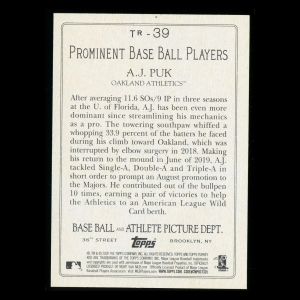 TR-39
PROMINENT BASE BALL PLAYERS
A.J. PUK
OAKLAND ATHLETICS™
After averaging 11.6 SOs/9 IP in three seasons
at the U. of Florida, A.J. has been even more
dominant since streamlining his mechanics
as a pro. The towering southpaw whiffed a
whopping 33.9 percent of the batters he faced
during his climb toward Oakland, which
was interrupted by elbow surgery in 2018. Making
his return to the mound in June of 2019, A.J.
tackled Single-A, Double-A and Triple-A in
short order to prompt an August promotion to
the Majors. He contributed out of the bullpen
10 times, earning a pair of victories to help
the Athletics to an American League Wild
Card berth.
BASE BALL AND ATHLETE PICTURE DEPT.
36TH STREET
Topps
BROOKLYN, NY